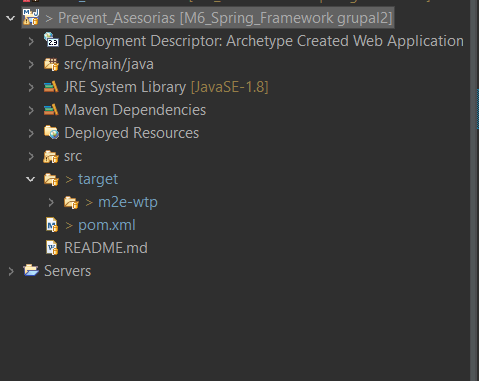 > Prevent_Asesorias [M6_Spring_Framework grupal2]
Deployment Descriptor: Archetype Created Web Application
src/main/java
JRE System Library [JavaSE-1.8]
Maven Dependencies
Deployed Resources
src
> target
> m2e-wtp
> pom.xml
README.md
Servers